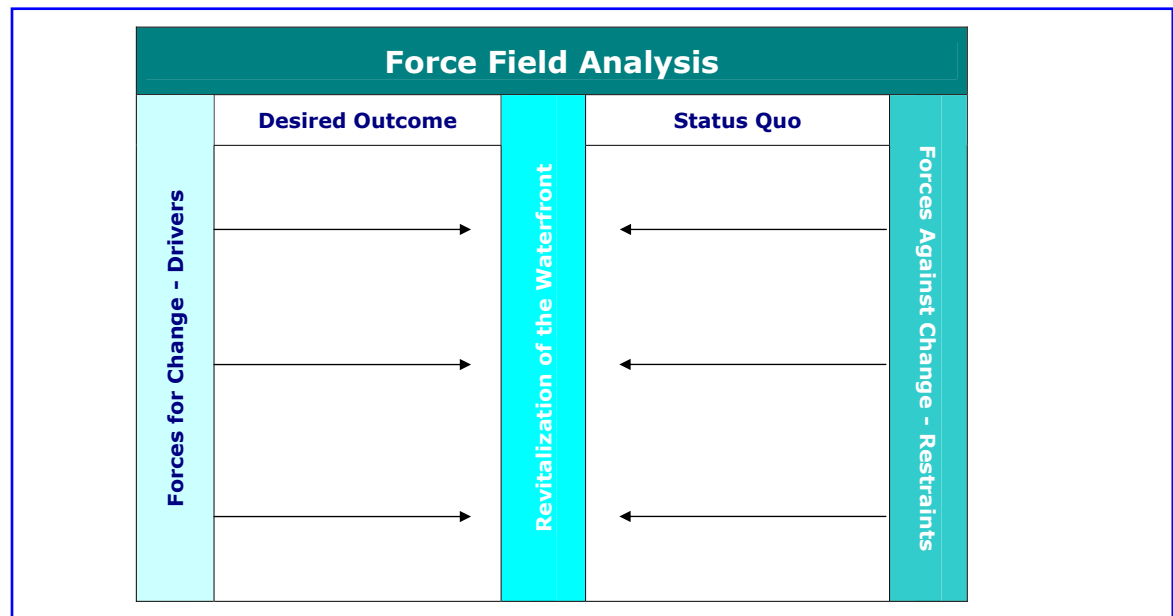 Force Field Analysis
Desired Outcome
Status Quo
Forces for Change - Drivers
Revitalization of the Waterfront
Forces Against Change - Restraints